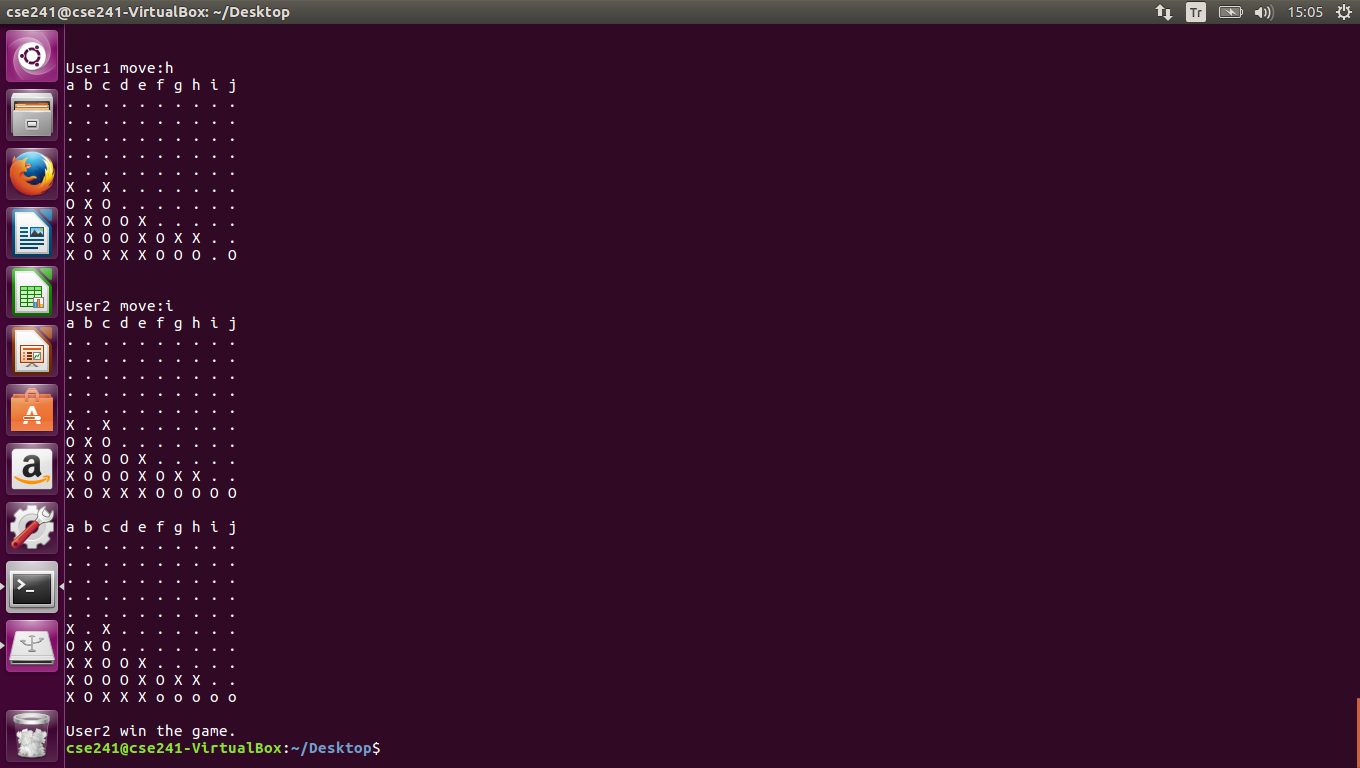 cse241@cse241-VirtualBox: ~/Desktop
Tr 15:05
User1 move:h
a b c d e f g h i j
. . . . . . . . . .
. . . . . . . . . .
. . . . . . . . . .
. . . . . . . . . .
. . . . . . . . . .
X . X . . . . . . .
O X O . . . . . . .
X X O O X . . . . .
X O O O X O X X . .
X O X X X O O O . O
User2 move:i
a b c d e f g h i j
. . . . . . . . . .
. . . . . . . . . .
. . . . . . . . . .
. . . . . . . . . .
. . . . . . . . . .
X . X . . . . . . .
O X O . . . . . . .
X X O O X . . . . .
X O O O X O X X . .
X O X X X O O O O O
a b c d e f g h i j
. . . . . . . . . .
. . . . . . . . . .
. . . . . . . . . .
. . . . . . . . . .
. . . . . . . . . .
X . X . . . . . . .
O X O . . . . . . .
X X O O X . . . . .
X O O O X O X X . .
X O X X X o o o o o
User2 win the game.
cse241@cse241-VirtualBox:~/Desktop$